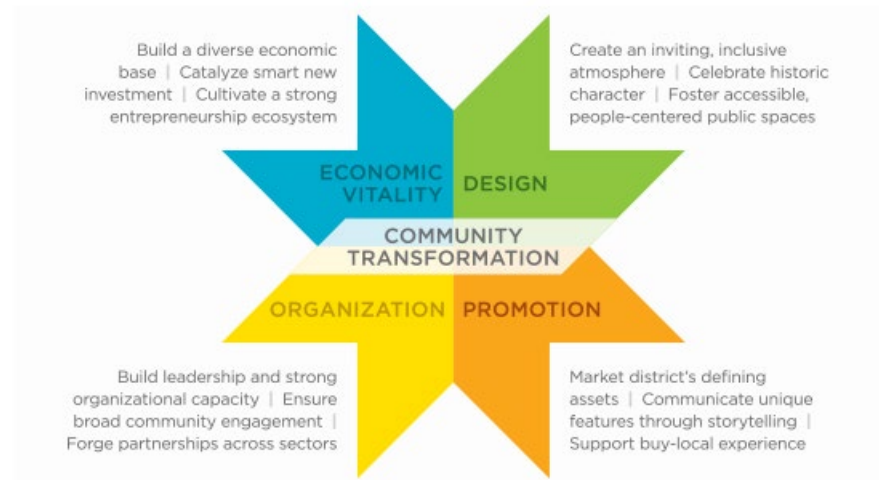 Build a diverse economic
base | Catalyze smart new
investment | Cultivate a strong
entrepreneurship ecosystem
Create an inviting, inclusive
atmosphere | Celebrate historic
character | Foster accessible,
people-centered public spaces
ECONOMIC
VITALITY
DESIGN
COMMUNITY
TRANSFORMATION
ORGANIZATION
PROMOTION
Build leadership and strong
organizational capacity | Ensure
broad community engagement |
Forge partnerships across sectors
Market district's defining
assets | Communicate unique
features through storytelling |
Support buy-local experience